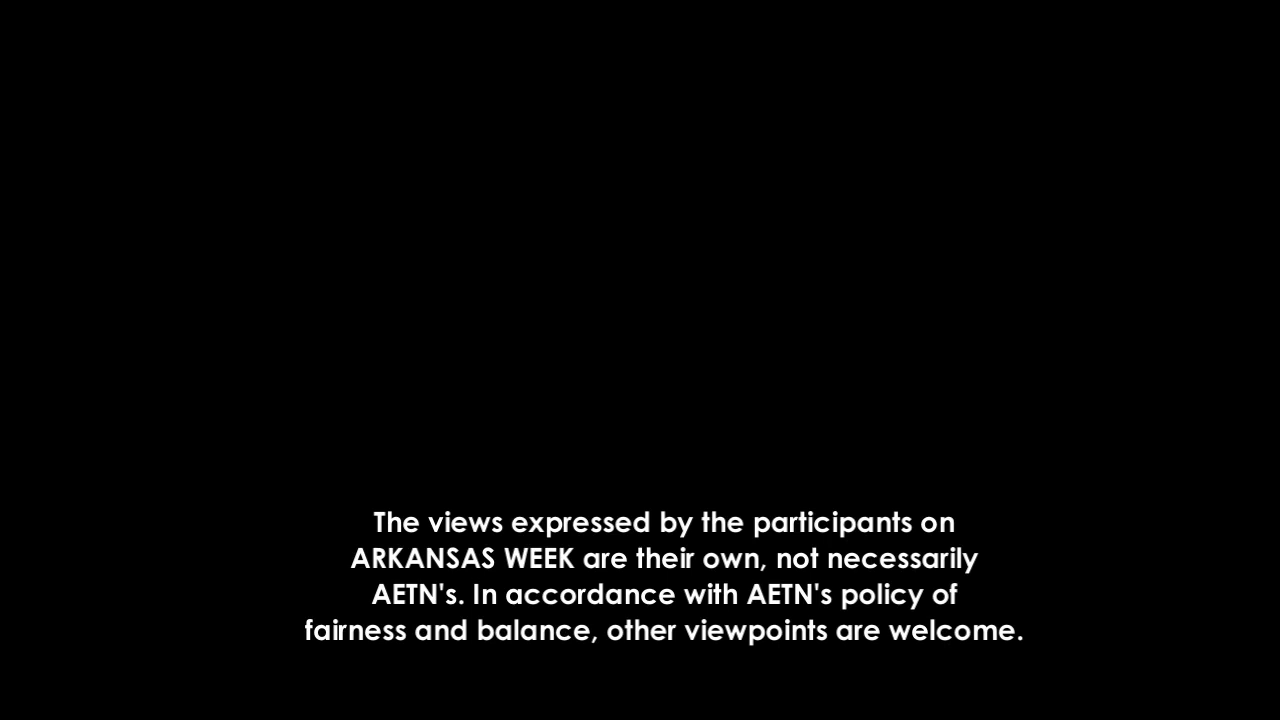 The views expressed by the participants on
ARKANSAS WEEK are their own, not necessarily
AETN's. In accordance with AETN's policy of
fairness and balance, other viewpoints are welcome.